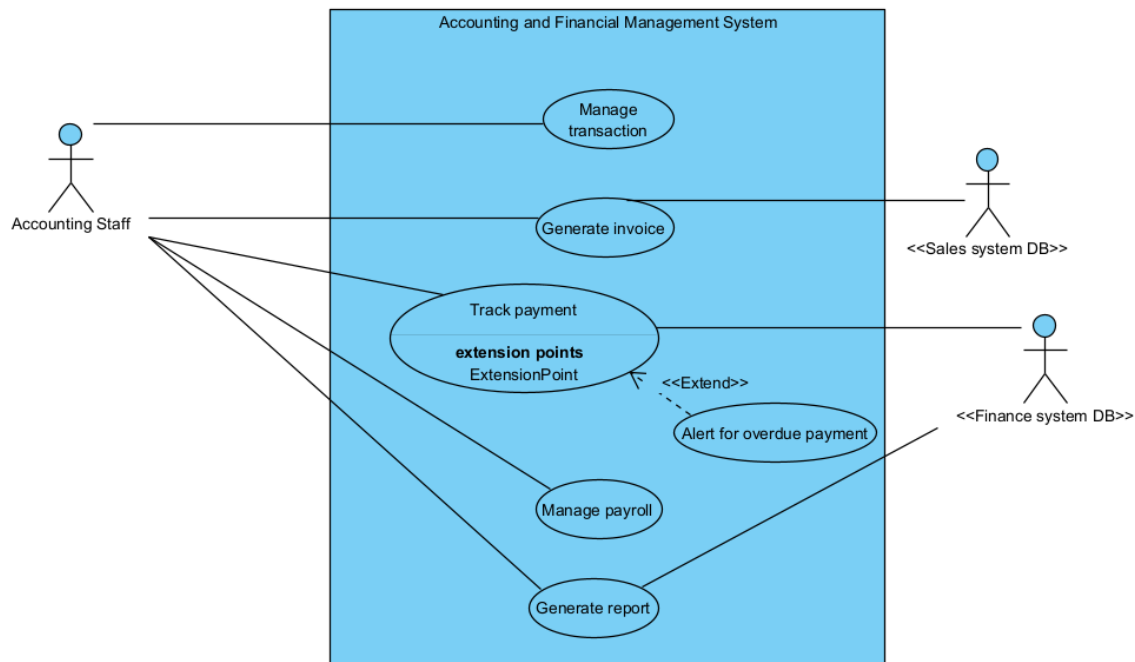 Accounting and Financial Management System
Manage
transaction
Accounting Staff
Generate invoice
<<Sales system DB>>
Track payment
extension points
ExtensionPoint
<<Extend>>
<<Finance system DB>>
Alert for overdue payment
Manage payroll
Generate report